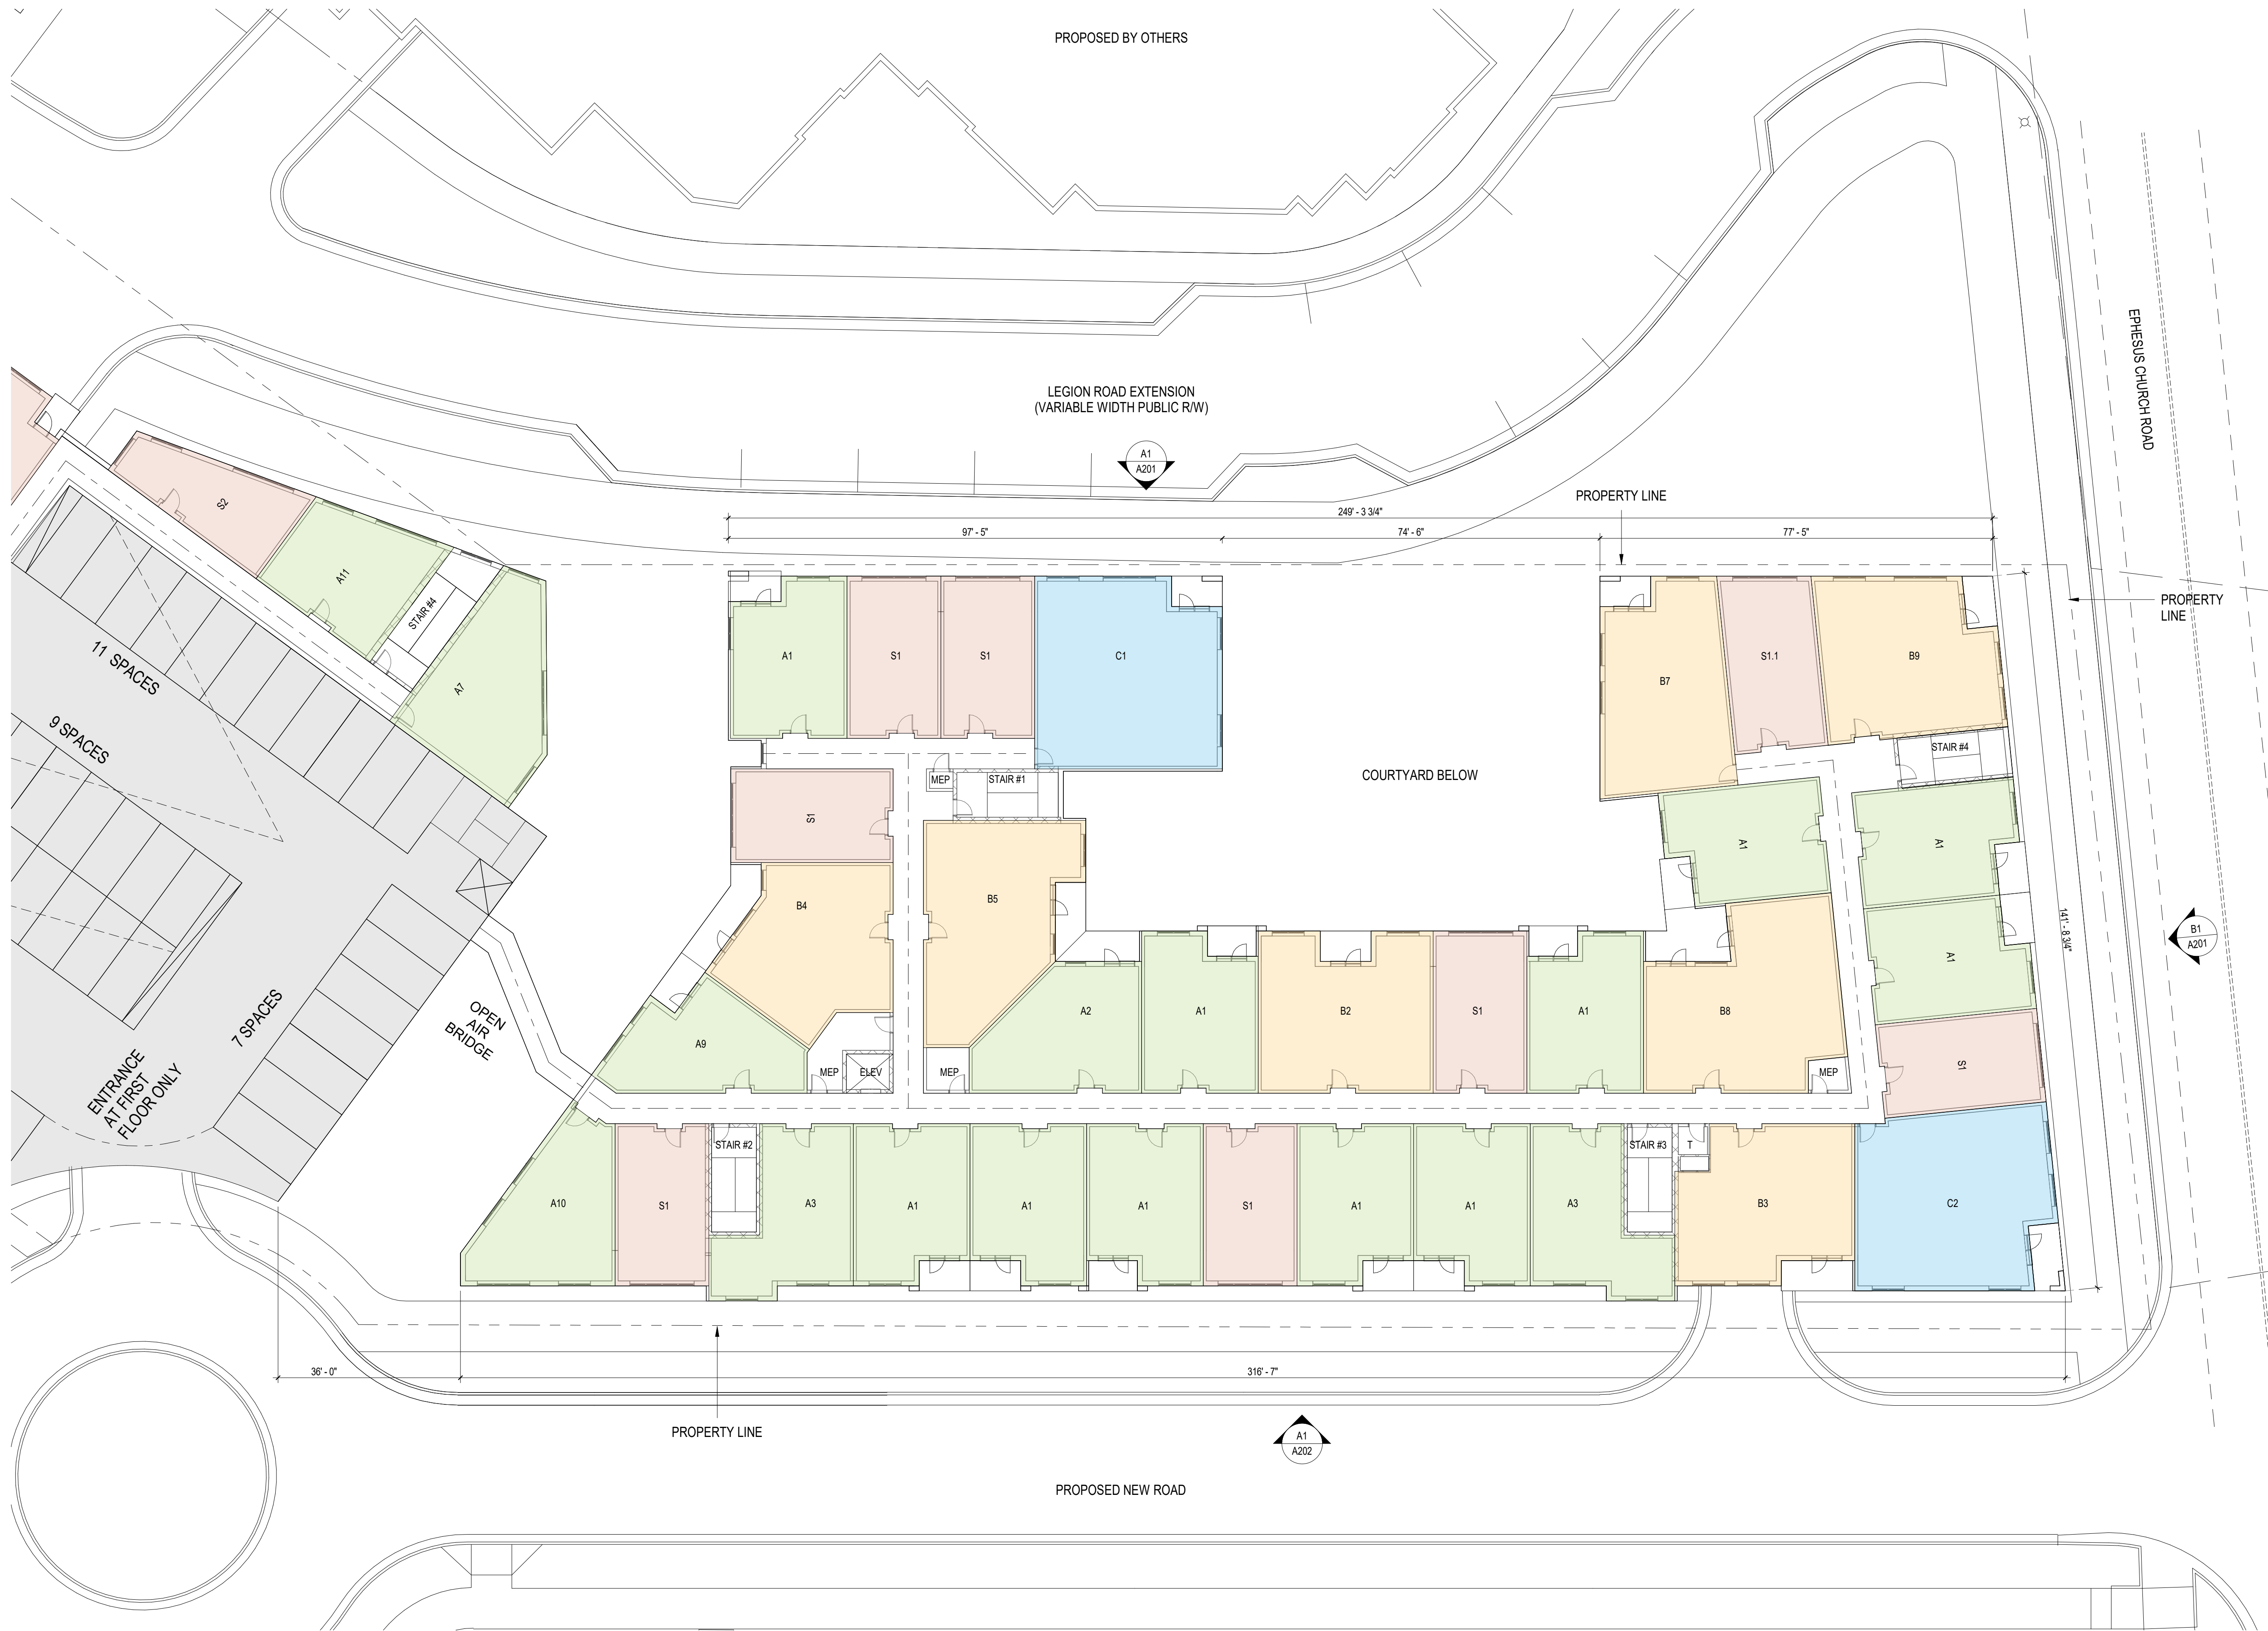 PROPOSED BY OTHERS
EPHESUS CHURCH ROAD
LEGION ROAD EXTENSION
(VARIABLE WIDTH PUBLIC R/W)
A1
A201
PROPERTY LINE
249' - 3 3/4"
97' - 5"
74' - 6"
77' - 5"
S2
A11
STAIR #4
A7
11 SPACES
9 SPACES
7 SPACES
ENTRANCE
AT FIRST
FLOOR ONLY
OPEN
AIR
BRIDGE
PROPERTY
LINE
A1
S1
S1
C1
B7
S1.1
B9
STAIR #4
MEP
STAIR #1
COURTYARD BELOW
S1
A1
A1
B4
B5
141' - 8 3/4"
B1
A201
A1
A9
A2
A1
B2
S1
A1
B8
S1
MEP
ELEV
MEP
MEP
STAIR #2
STAIR #3
T
A10
S1
A3
A1
A1
A1
S1
A1
A1
A3
B3
C2
36' - 0"
316' - 7"
PROPERTY LINE
A1
A202
PROPOSED NEW ROAD